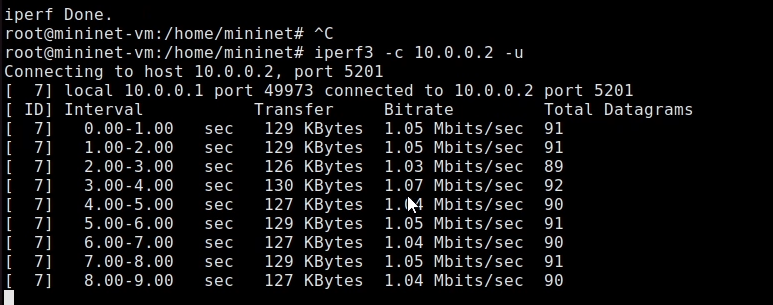 iperf Done.
root@mininet-vm:/home/mininet# ^C
root@mininet-vm:/home/mininet# iperf3 -c 10.0.0.2 -u
Connecting to host 10.0.0.2, port 5201
[  7] local 10.0.0.1 port 49973 connected to 10.0.0.2 port 5201
[ ID] Interval           Transfer     Bitrate         Total Datagrams
[  7]   0.00-1.00   sec   129 KBytes  1.05 Mbits/sec  91
[  7]   1.00-2.00   sec   129 KBytes  1.05 Mbits/sec  91
[  7]   2.00-3.00   sec   126 KBytes  1.03 Mbits/sec  89
[  7]   3.00-4.00   sec   130 KBytes  1.07 Mbits/sec  92
[  7]   4.00-5.00   sec   127 KBytes  1.04 Mbits/sec  90
[  7]   5.00-6.00   sec   129 KBytes  1.05 Mbits/sec  91
[  7]   6.00-7.00   sec   127 KBytes  1.04 Mbits/sec  90
[  7]   7.00-8.00   sec   129 KBytes  1.05 Mbits/sec  91
[  7]   8.00-9.00   sec   127 KBytes  1.04 Mbits/sec  90